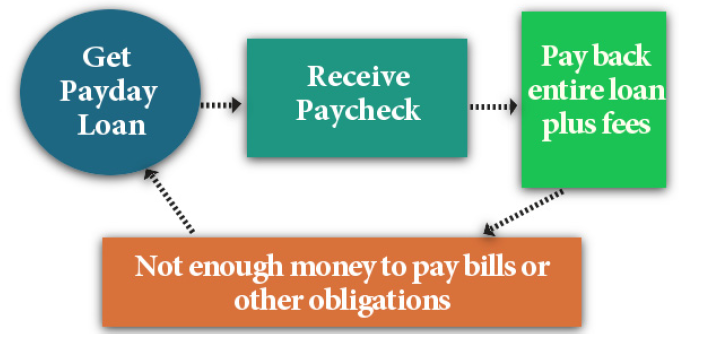 Get
Payday
Loan
Receive
Paycheck
Pay back
entire loan
plus fees
Not enough money to pay bills or
other obligations